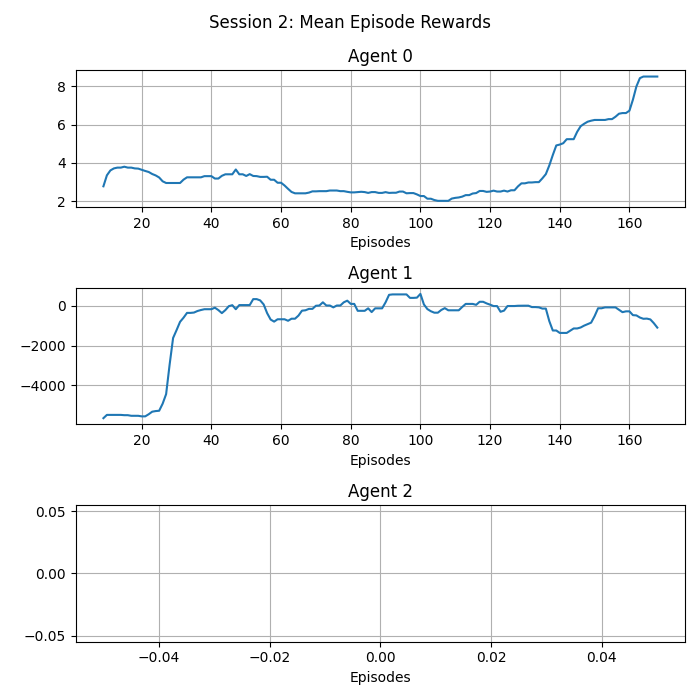 Session 2: Mean Episode Rewards
Agent 0
8
6
4
2
20 40 60 80 100 120 140 160
Episodes
Agent 1
0
−2000
−4000
20 40 60 80 100 120 140 160
Episodes
Agent 2
0.05
0.00
−0.05
−0.04 −0.02 0.00 0.02 0.04
Episodes